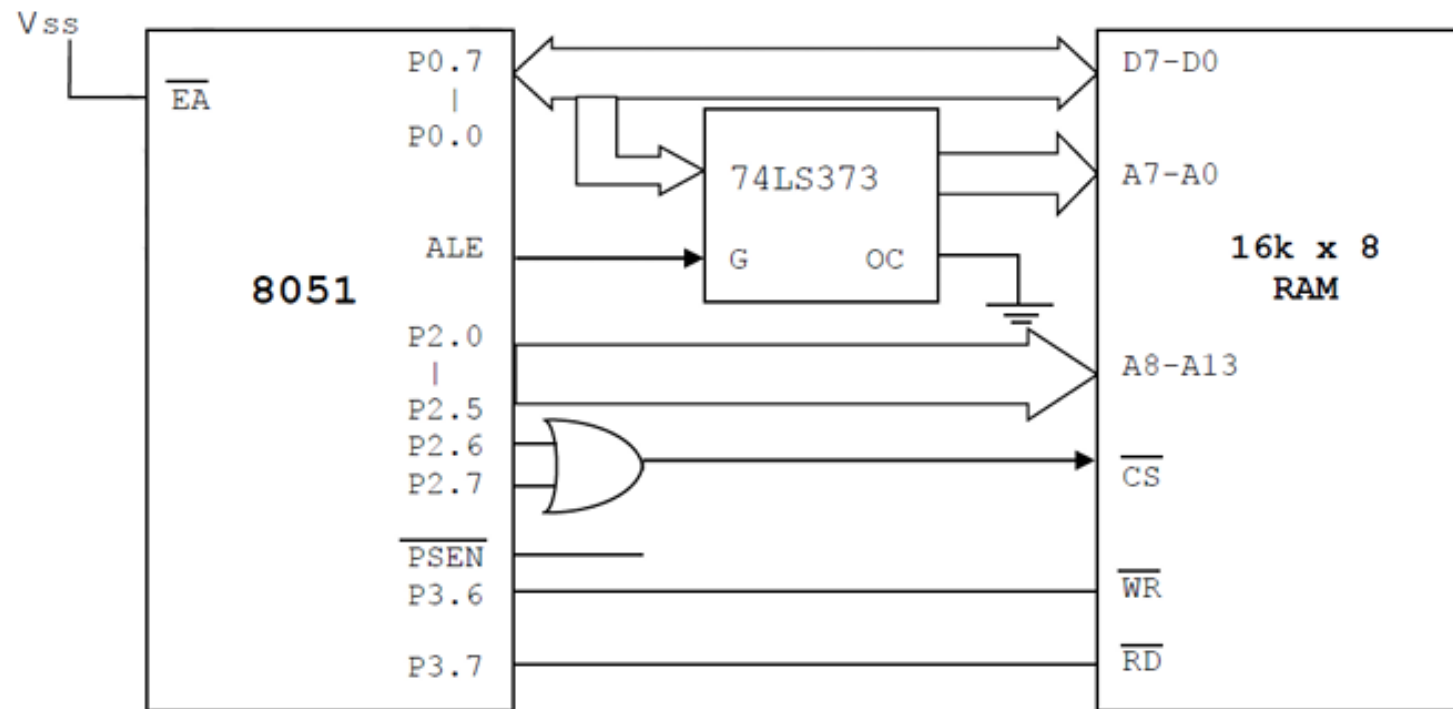 Vss
EA
8051
P0.7
|
P0.0
ALE
P2.0
|
P2.5
P2.6
P2.7
PSEN
P3.6
P3.7
74LS373
G OC
D7-D0
A7-A0
16k x 8
RAM
A8-A13
CS
WR
RD